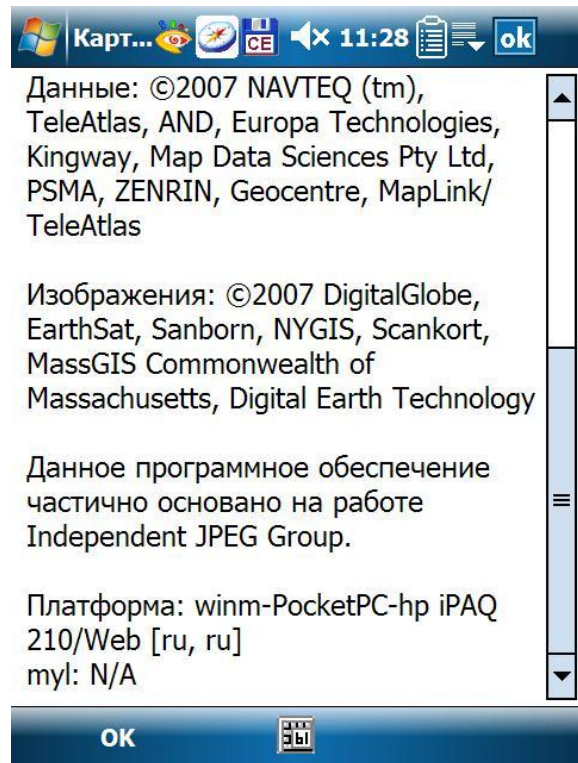 Карт... CE 11:28 ok
Данные: ©2007 NAVTEQ (tm),
TeleAtlas, AND, Europa Technologies,
Kingway, Map Data Sciences Pty Ltd,
PSMA, ZENRIN, Geocentre, MapLink/
TeleAtlas
Изображения: ©2007 DigitalGlobe,
EarthSat, Sanborn, NYGIS, Scankort,
MassGIS Commonwealth of
Massachusetts, Digital Earth Technology
Данное программное обеспечение
частично основано на работе
Independent JPEG Group.
Платформа: winm-PocketPC-hp iPAQ
210/Web [ru, ru]
myl: N/A
ОК ЭЫ